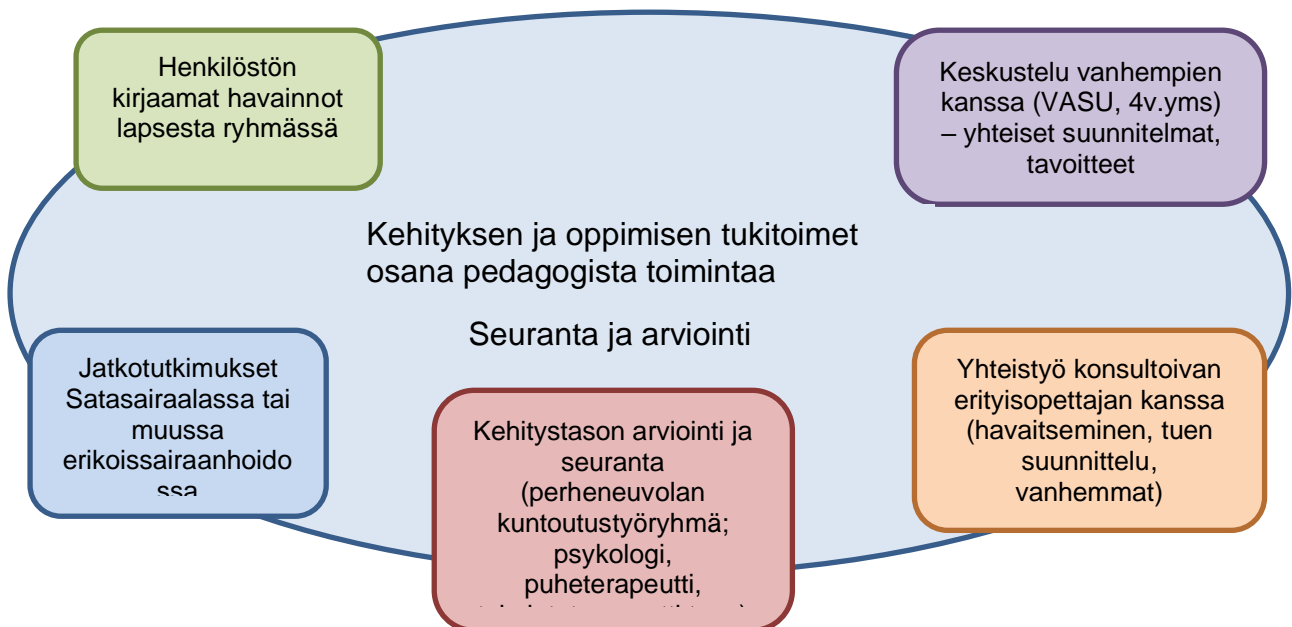 Henkilöstön
kirjaamat havainnot
lapsesta ryhmässä
Keskustelu vanhempien
kanssa (VASU, 4v.yms)
– yhteiset suunnitelmat,
tavoitteet
Kehityksen ja oppimisen tukitoimet
osana pedagogista toimintaa
Seuranta ja arviointi
Jatkotutkimukset
Satasairaalassa tai
muussa
erikoissairaanhoido
ssa
Kehitystason arviointi ja
seuranta
(perheneuvolan
kuntoutustyöryhmä;
psykologi,
puheterapeutti,
Yhteistyö konsultoivan
erityisopettajan kanssa
(havaitseminen, tuen
suunnittelu,
vanhemmat)